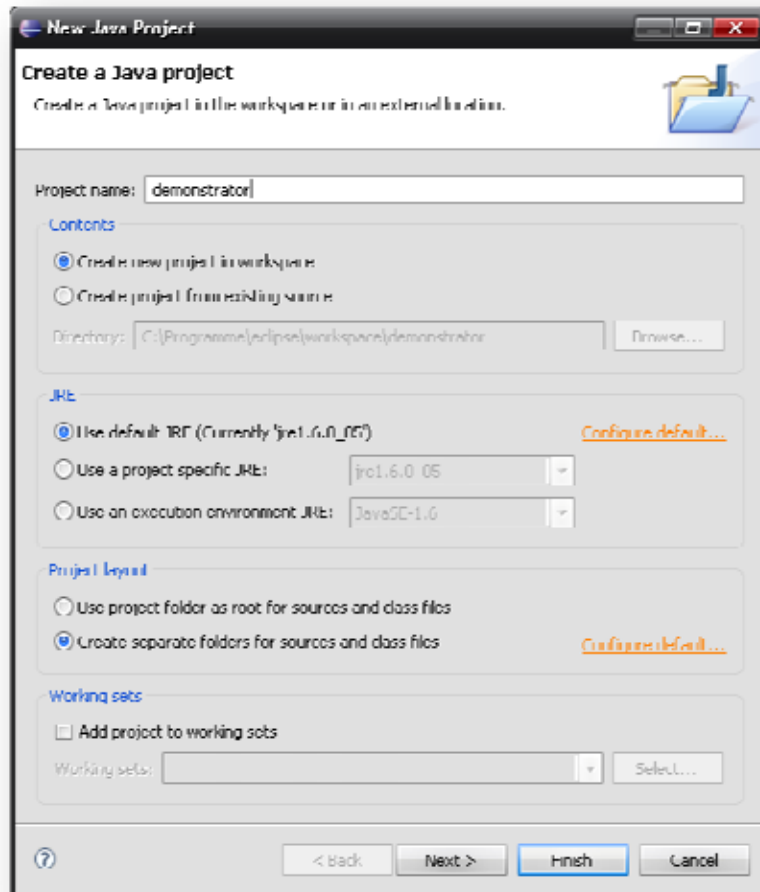 New Java Project
Create a Java project
Create a Java project in the workspace or in an external location.
Project name: demonstrator
Contents
Create new project in workspace
Create project from existing source
Directory: C:\Programme\eclipse\workspace\demonstrator Browse...
JRE
Use default JRE (Currently 'jre1.6.0_05') Configure default...
Use a project specific JRE: jre1.6.0_05
Use an execution environment JRE: JavaSE-1.6
Project layout
Use project folder as root for sources and class files
Create separate folders for sources and class files Configure default...
Working sets
Add project to working sets
Working sets: Select...
? < Back Next > Finish Cancel